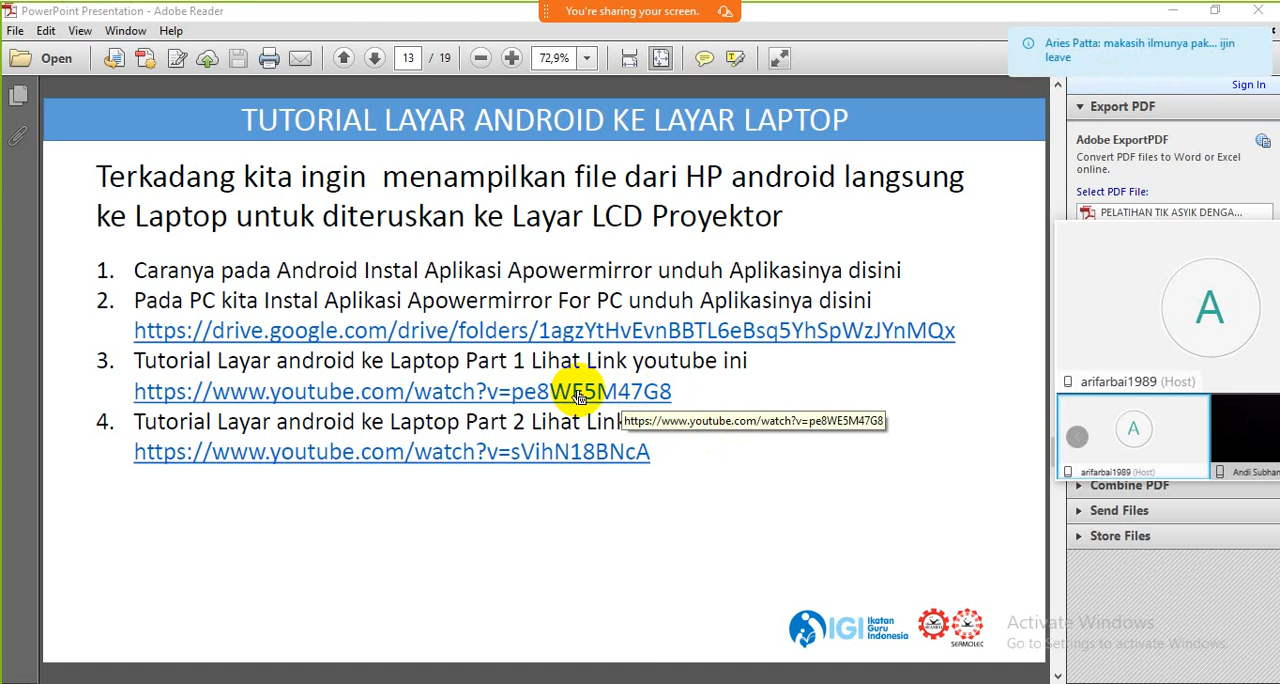 PowerPoint Presentation - Adobe Reader
You're sharing your screen.
File Edit View Window Help
Open 13 / 19 72,9%
Aries Patta: makasih ilmunya pak... ijin
leave
Sign In
Export PDF
Adobe ExportPDF
Convert PDF files to Word or Excel
online.
Select PDF File:
PELATIHAN TIK ASYIK DENGA...
TUTORIAL LAYAR ANDROID KE LAYAR LAPTOP
Terkadang kita ingin menampilkan file dari HP android langsung
ke Laptop untuk diteruskan ke Layar LCD Proyektor
1. Caranya pada Android Instal Aplikasi Apowermirror unduh Aplikasinya disini
2. Pada PC kita Instal Aplikasi Apowermirror For PC unduh Aplikasinya disini
https://drive.google.com/drive/folders/1agzYtHvEvnBBTL6eBsq5YhSpWzJYnMQx
3. Tutorial Layar android ke Laptop Part 1 Lihat Link youtube ini
https://www.youtube.com/watch?v=pe8WE5M47G8
4. Tutorial Layar android ke Laptop Part 2 Lihat Link
https://www.youtube.com/watch?v=pe8WE5M47G8
https://www.youtube.com/watch?v=sVihN18BNcA
A
arifarbai1989 (Host)
A
arifarbai1989 (Host)
Andi Subhan
Combine PDF
Send Files
Store Files
IGI Ikatan
Guru
Indonesia
SEAMOLEC
Activate Windows
Go to Settings to activate Windows.